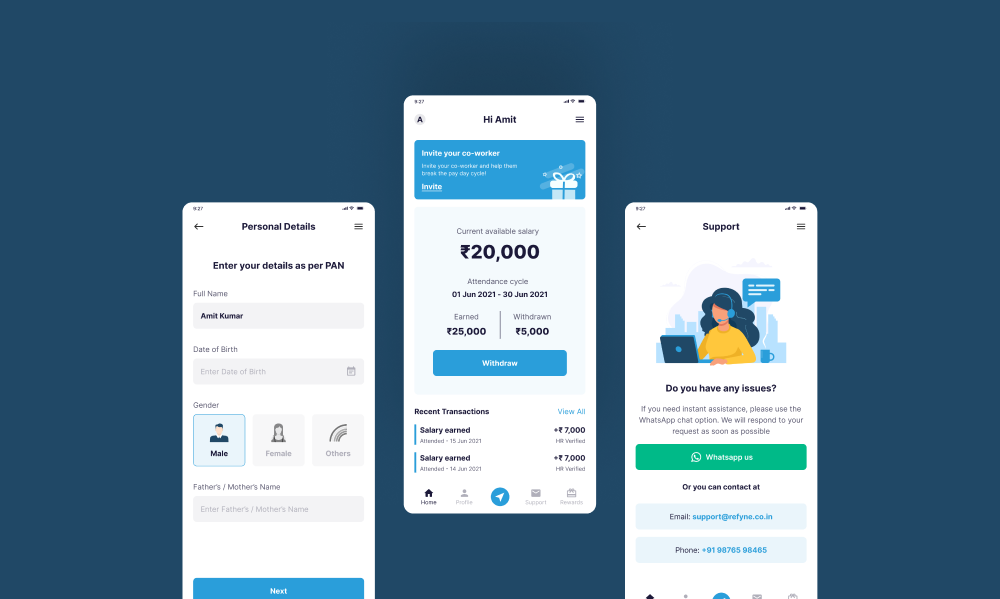 9:27
Personal Details
Enter your details as per PAN
Full Name
Amit Kumar
Date of Birth
Enter Date of Birth
Gender
Male
Female
Others
Father's / Mother's Name
Enter Father's / Mother's Name
Next
9:27
A
Hi Amit
Invite your co-worker
Invite your co-worker and help them
break the pay day cycle!
Invite
Current available salary
₹20,000
Attendance cycle
01 Jun 2021 - 30 Jun 2021
Earned
₹25,000
Withdrawn
₹5,000
Withdraw
Recent Transactions
View All
Salary earned
+₹ 7,000
Attended - 15 Jun 2021
HR Verified
Salary earned
+₹ 7,000
Attended - 14 Jun 2021
HR Verified
Home
Profile
Support
Rewards
9:27
Support
Do you have any issues?
If you need instant assistance, please use the
WhatsApp chat option. We will respond to your
request as soon as possible
Whatsapp us
Or you can contact at
Email: support@refyne.co.in
Phone: +91 98765 98465